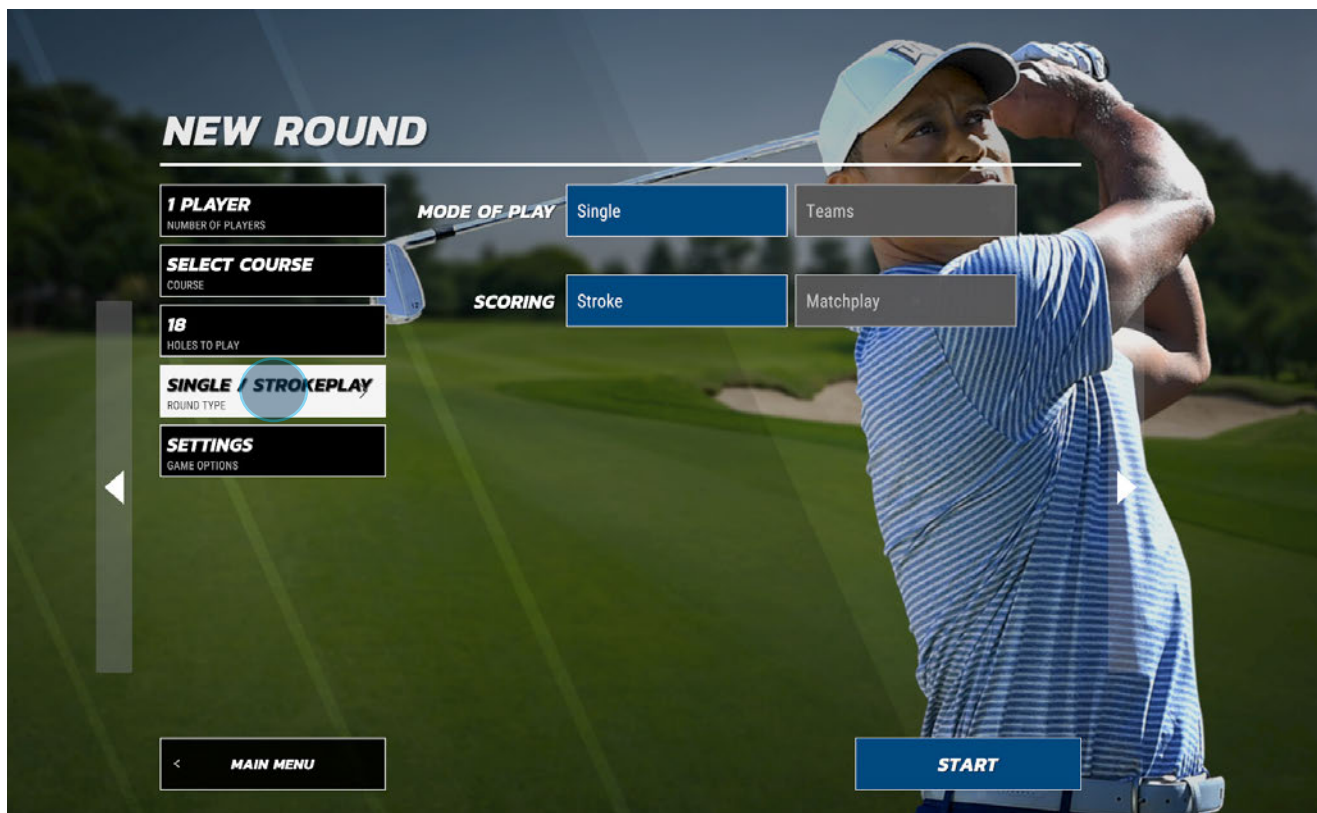 NEW ROUND
1 PLAYER
NUMBER OF PLAYERS
MODE OF PLAY Single Teams
SELECT COURSE
COURSE
SCORING Stroke Matchplay
18
HOLES TO PLAY
SINGLE / STROKEPLAY
ROUND TYPE
SETTINGS
GAME OPTIONS
< MAIN MENU
START